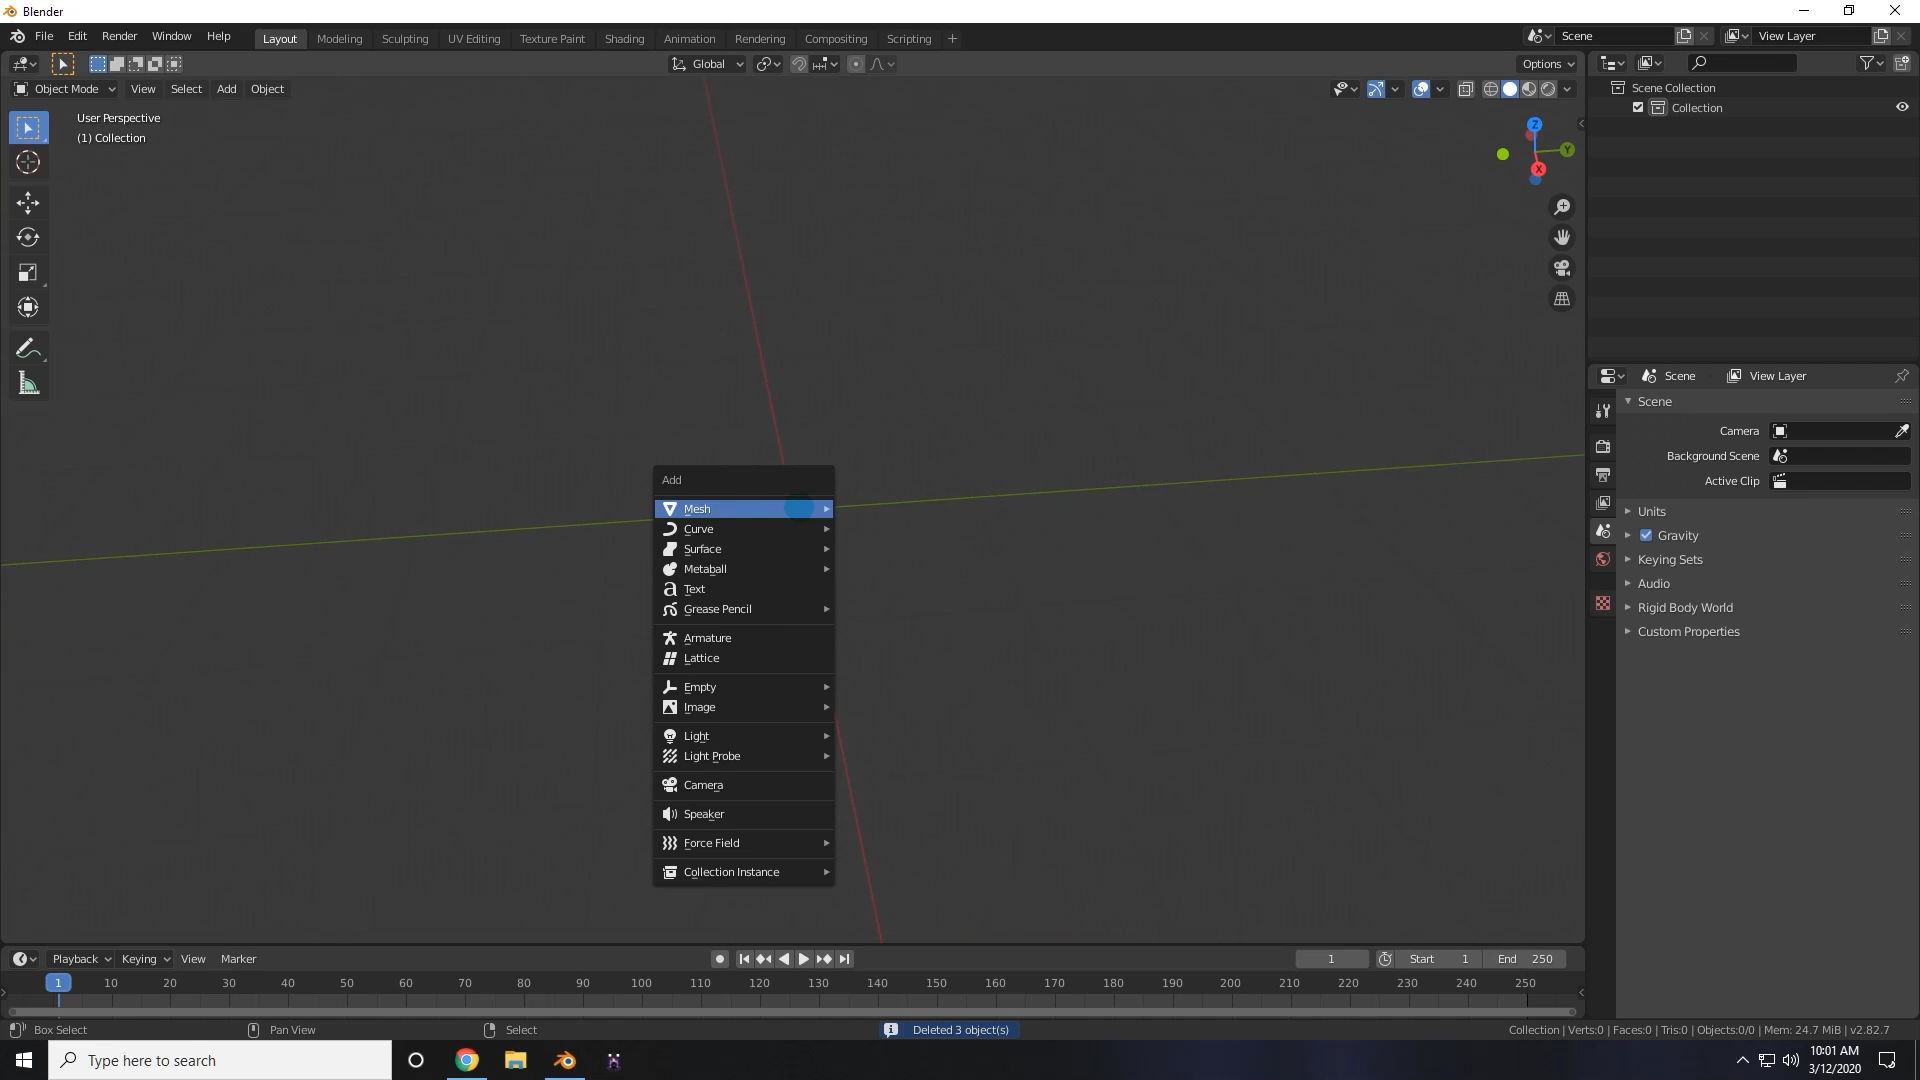 Blender
File Edit Render Window Help Layout Modeling Sculpting UV Editing Texture Paint Shading Animation Rendering Compositing Scripting + Scene View Layer
Global Options
Object Mode View Select Add Object
Scene Collection
Collection
User Perspective
(1) Collection
Z
Y
X
Scene View Layer
Scene
Camera
Background Scene
Active Clip
Units
Gravity
Keying Sets
Audio
Rigid Body World
Custom Properties
Add
Mesh
Curve
Surface
Metaball
Text
Grease Pencil
Armature
Lattice
Empty
Image
Light
Light Probe
Camera
Speaker
Force Field
Collection Instance
Playback Keying View Marker 1 Start 1 End 250
1 10 20 30 40 50 60 70 80 90 100 110 120 130 140 150 160 170 180 190 200 210 220 230 240 250
Box Select Pan View Select Deleted 3 object(s) Collection | Verts:0 | Faces:0 | Tris:0 | Objects:0/0 | Mem: 24.7 MiB | v2.82.7
Type here to search
10:01 AM
3/12/2020